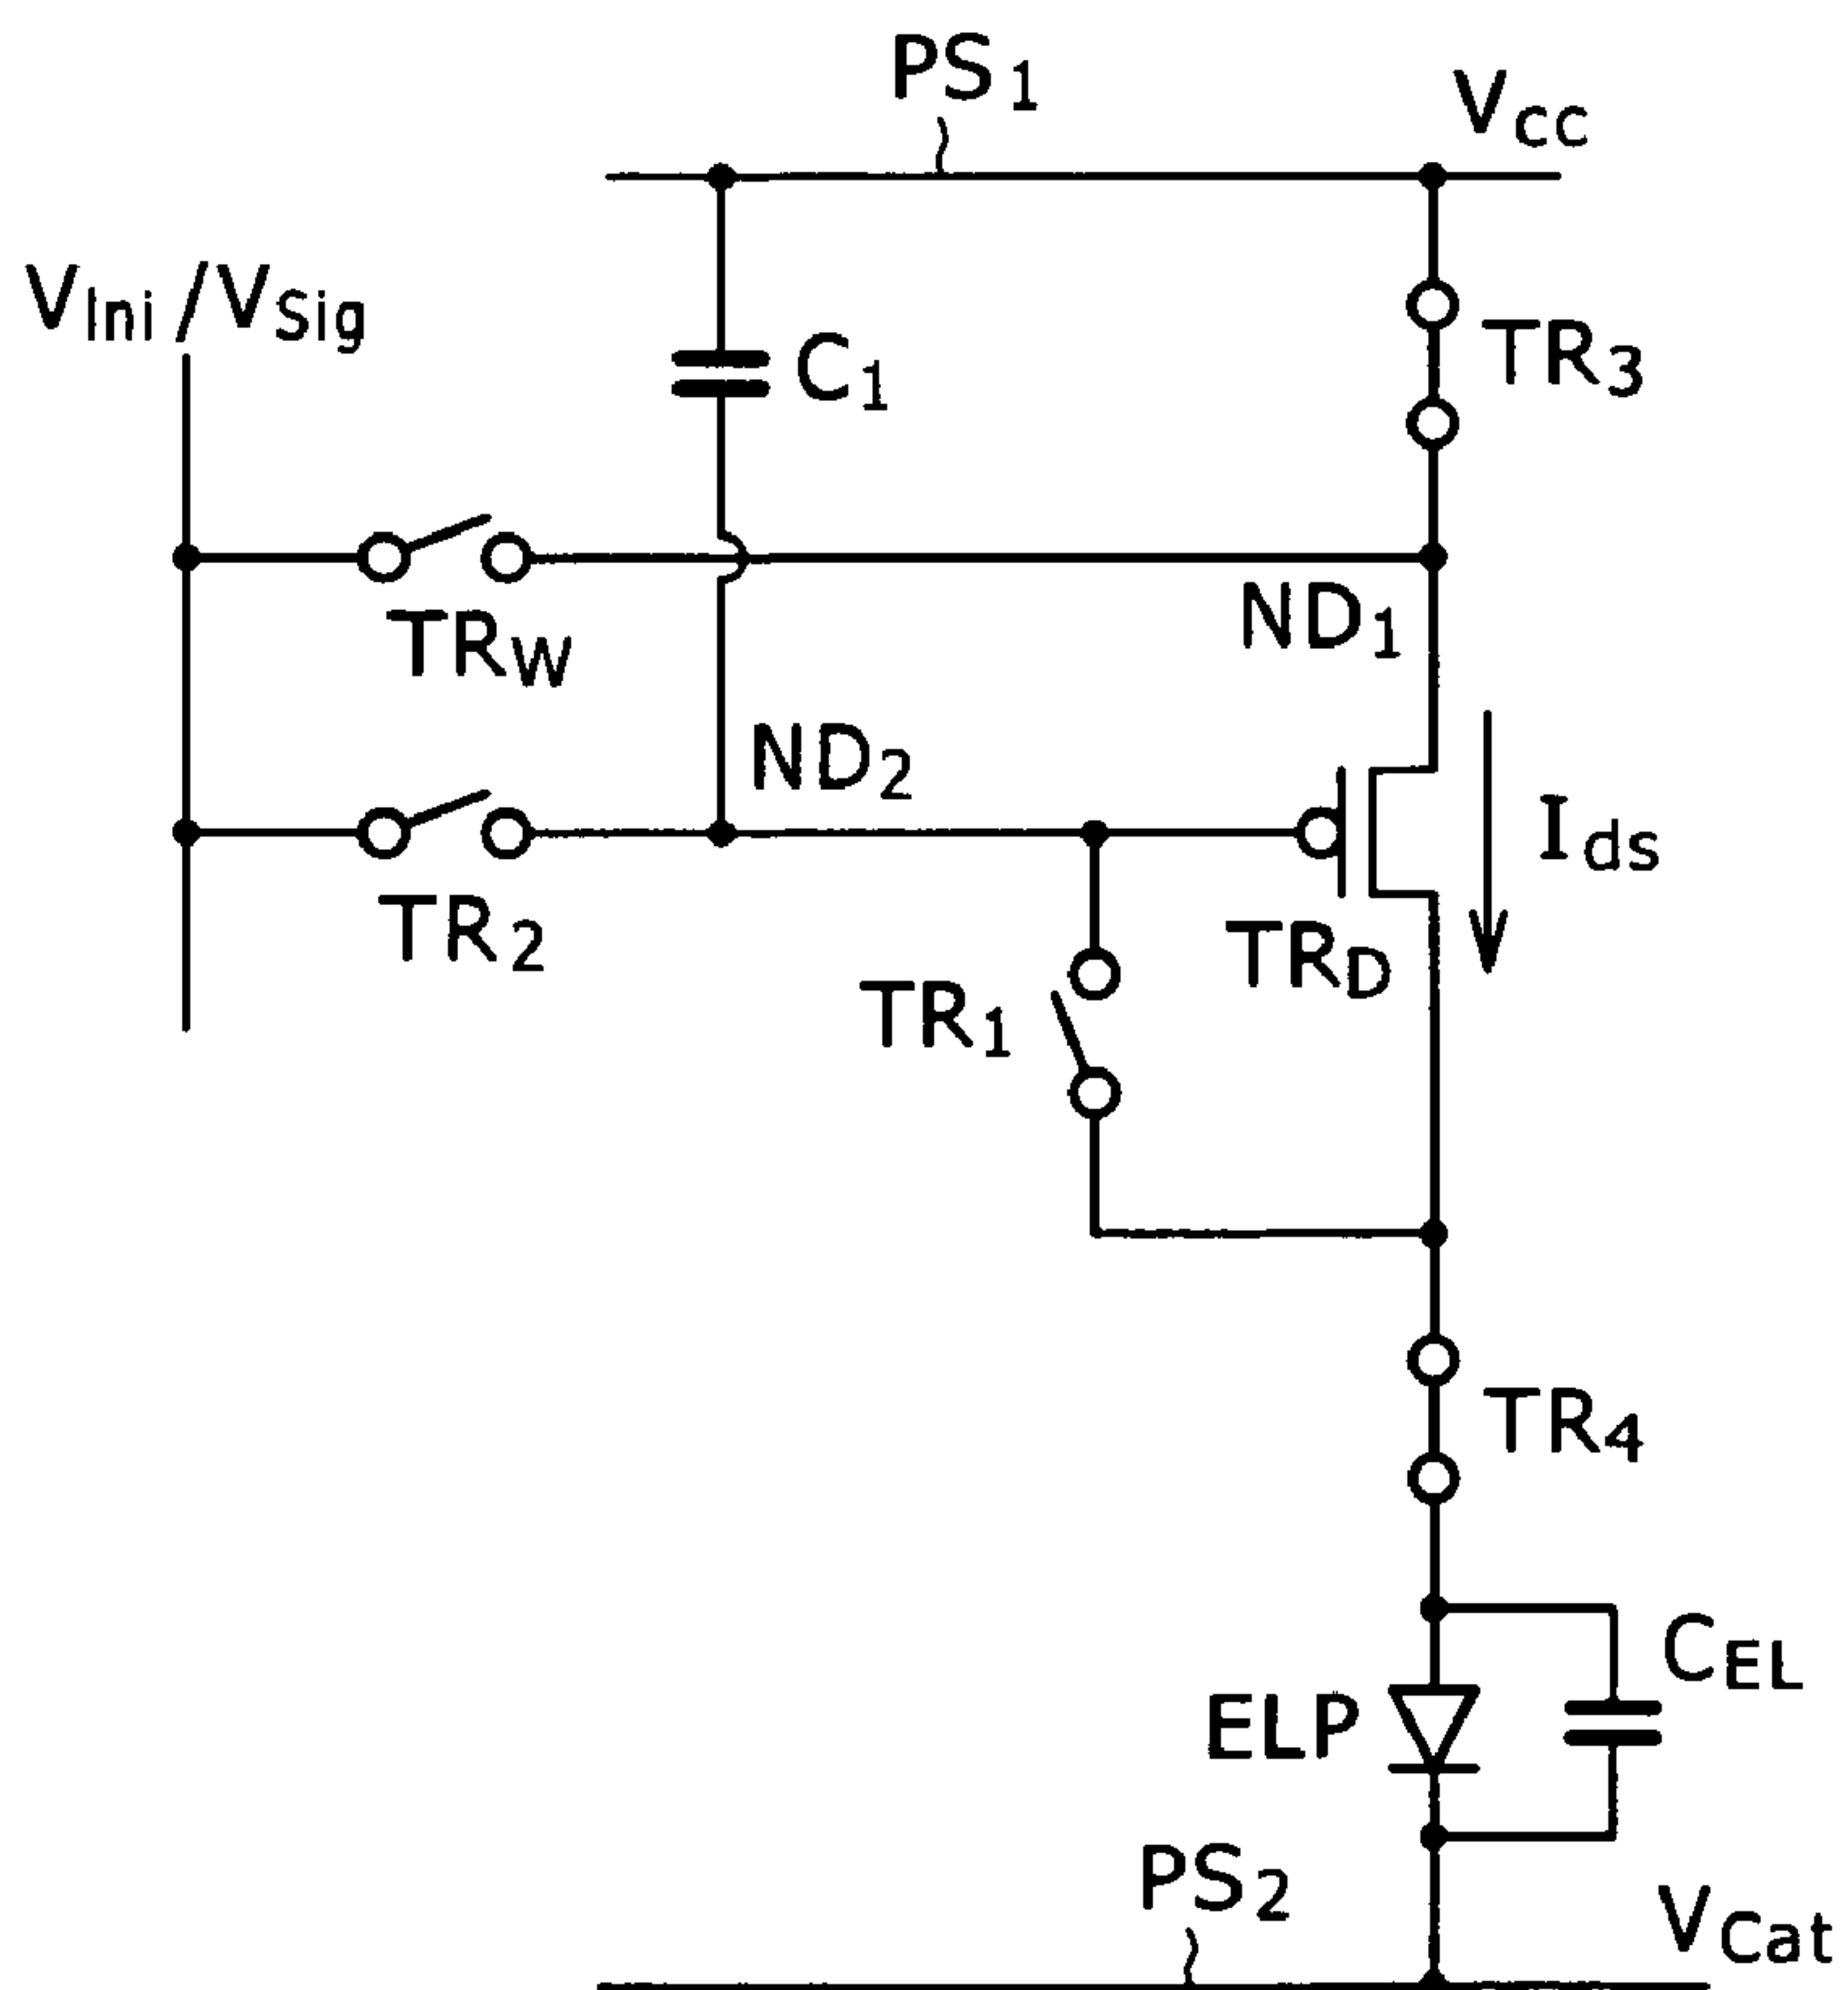 PS1
VCC
VIni/VSig
C1
TR3
TRW
ND1
ND2
Ids
TR2
TRD
TR1
TR4
CEL
ELP
PS2
VCat